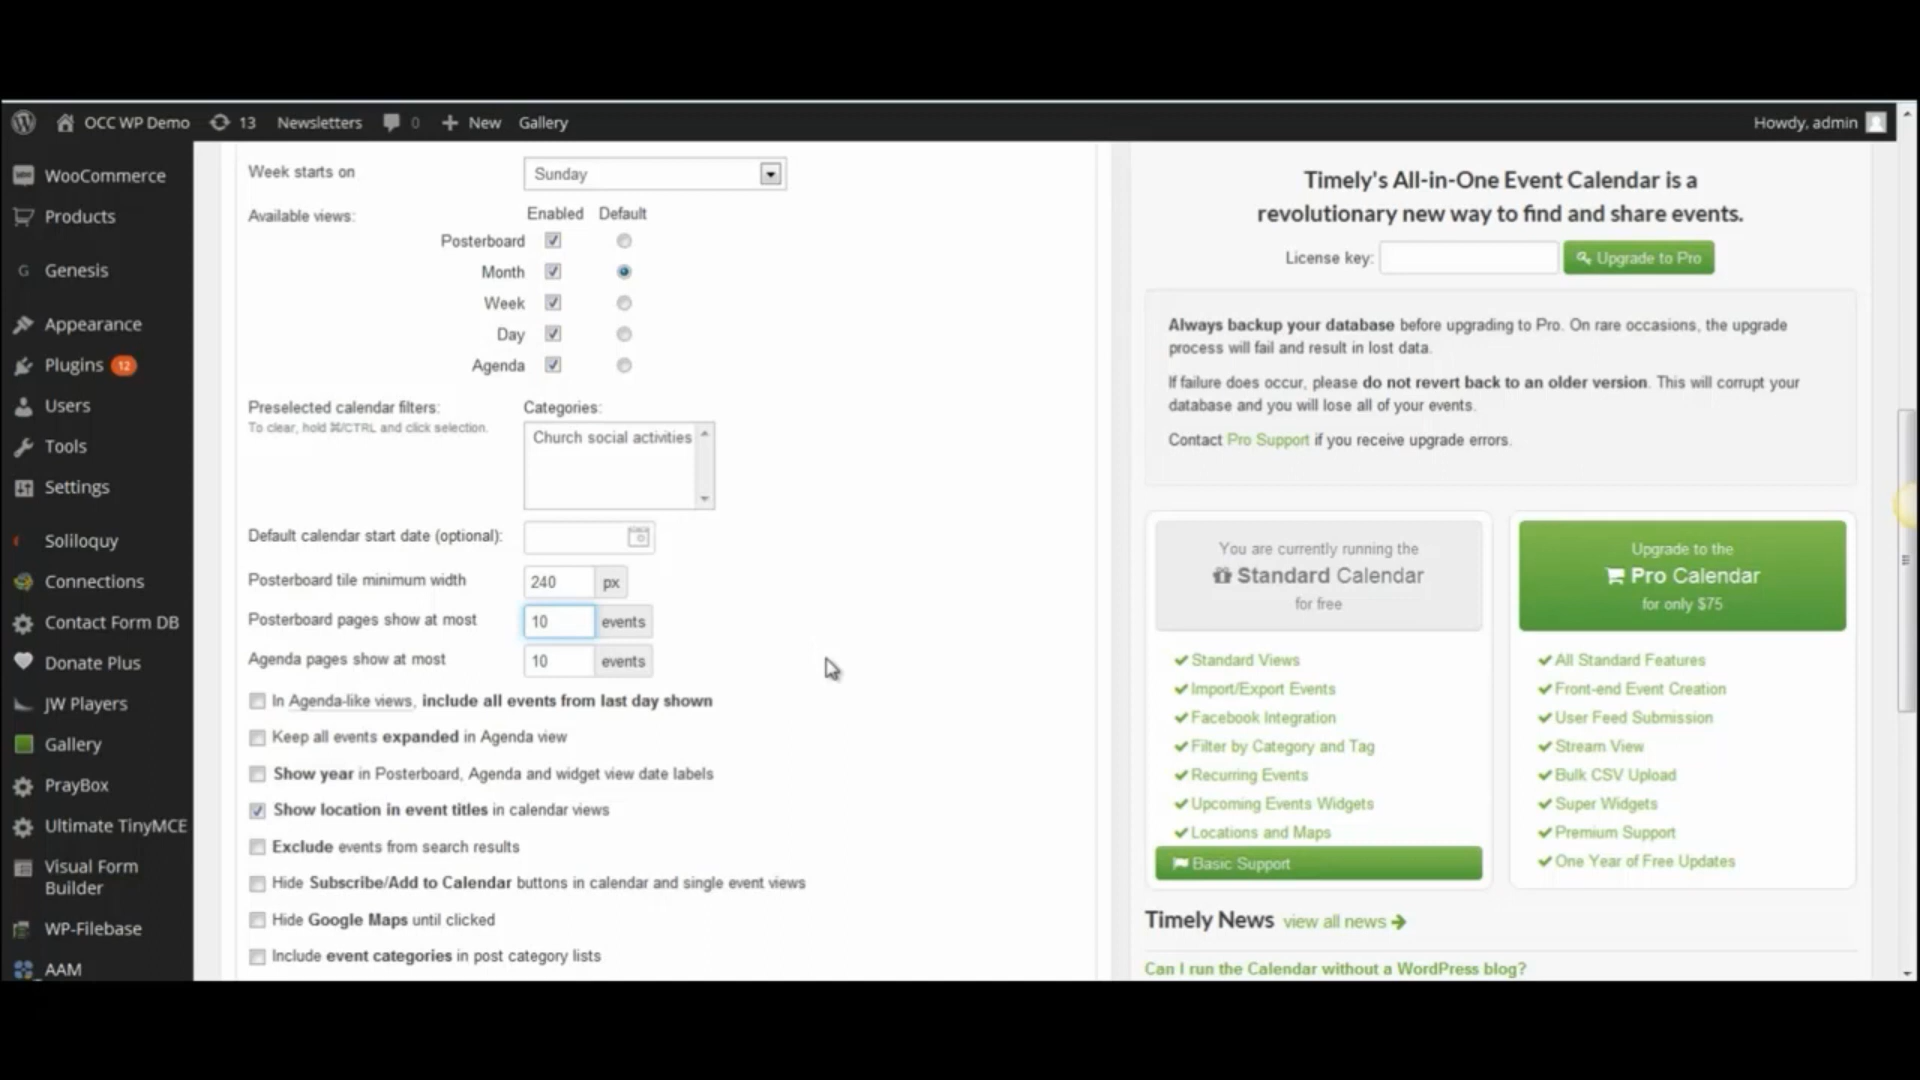 OCC WP Demo 13 Newsletters 0 New Gallery Howdy, admin
WooCommerce
Products
Genesis
Appearance
Plugins 12
Users
Tools
Settings
Soliloquy
Connections
Contact Form DB
Donate Plus
JW Players
Gallery
PrayBox
Ultimate TinyMCE
Visual Form
Builder
WP-Filebase
AAM
Week starts on Sunday
Available views: Enabled Default
Posterboard
Month
Week
Day
Agenda
Preselected calendar filters: Categories:
To clear, hold ⌘/CTRL and click selection.
Church social activities
Default calendar start date (optional):
Posterboard tile minimum width 240 px
Posterboard pages show at most 10 events
Agenda pages show at most 10 events
In Agenda-like views, include all events from last day shown
Keep all events expanded in Agenda view
Show year in Posterboard, Agenda and widget view date labels
Show location in event titles in calendar views
Exclude events from search results
Hide Subscribe/Add to Calendar buttons in calendar and single event views
Hide Google Maps until clicked
Include event categories in post category lists
Timely's All-in-One Event Calendar is a
revolutionary new way to find and share events.
License key: Upgrade to Pro
Always backup your database before upgrading to Pro. On rare occasions, the upgrade
process will fail and result in lost data.
If failure does occur, please do not revert back to an older version. This will corrupt your
database and you will lose all of your events.
Contact Pro Support if you receive upgrade errors.
You are currently running the
Standard Calendar
for free
Standard Views
Import/Export Events
Facebook Integration
Filter by Category and Tag
Recurring Events
Upcoming Events Widgets
Locations and Maps
Basic Support
Upgrade to the
Pro Calendar
for only $75
All Standard Features
Front-end Event Creation
User Feed Submission
Stream View
Bulk CSV Upload
Super Widgets
Premium Support
One Year of Free Updates
Timely News view all news
Can I run the Calendar without a WordPress blog?